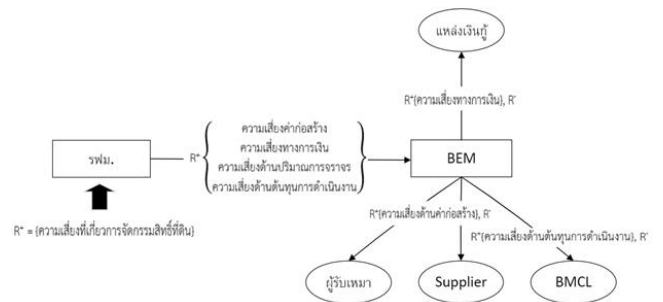 แหล่งเงินกู้
R⁺{ความเสี่ยงทางการเงิน}, R⁻
ความเสี่ยงค่าก่อสร้าง
ความเสี่ยงทางการเงิน
ความเสี่ยงด้านปริมาณการจราจร
ความเสี่ยงด้านต้นทุนการดำเนินงาน
รฟม.
R⁺
BEM
R⁺ = {ความเสี่ยงที่เกี่ยวการจัดกรรมสิทธิ์ที่ดิน}
R⁺{ความเสี่ยงด้านค่าก่อสร้าง}, R⁻
R⁺{ความเสี่ยงด้านต้นทุนการดำเนินงาน}, R⁻
ผู้รับเหมา
Supplier
BMCL